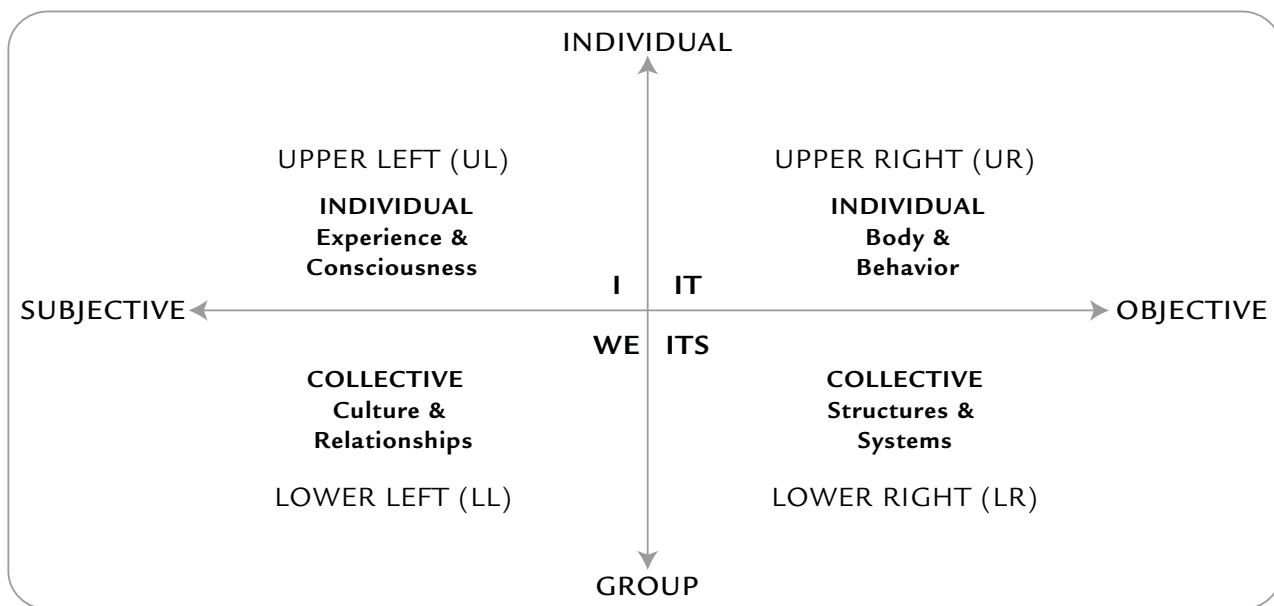 INDIVIDUAL
UPPER LEFT (UL)
UPPER RIGHT (UR)
INDIVIDUAL
Experience &
Consciousness
INDIVIDUAL
Body &
Behavior
I
IT
SUBJECTIVE
OBJECTIVE
WE
ITS
COLLECTIVE
Culture &
Relationships
COLLECTIVE
Structures &
Systems
LOWER LEFT (LL)
LOWER RIGHT (LR)
GROUP